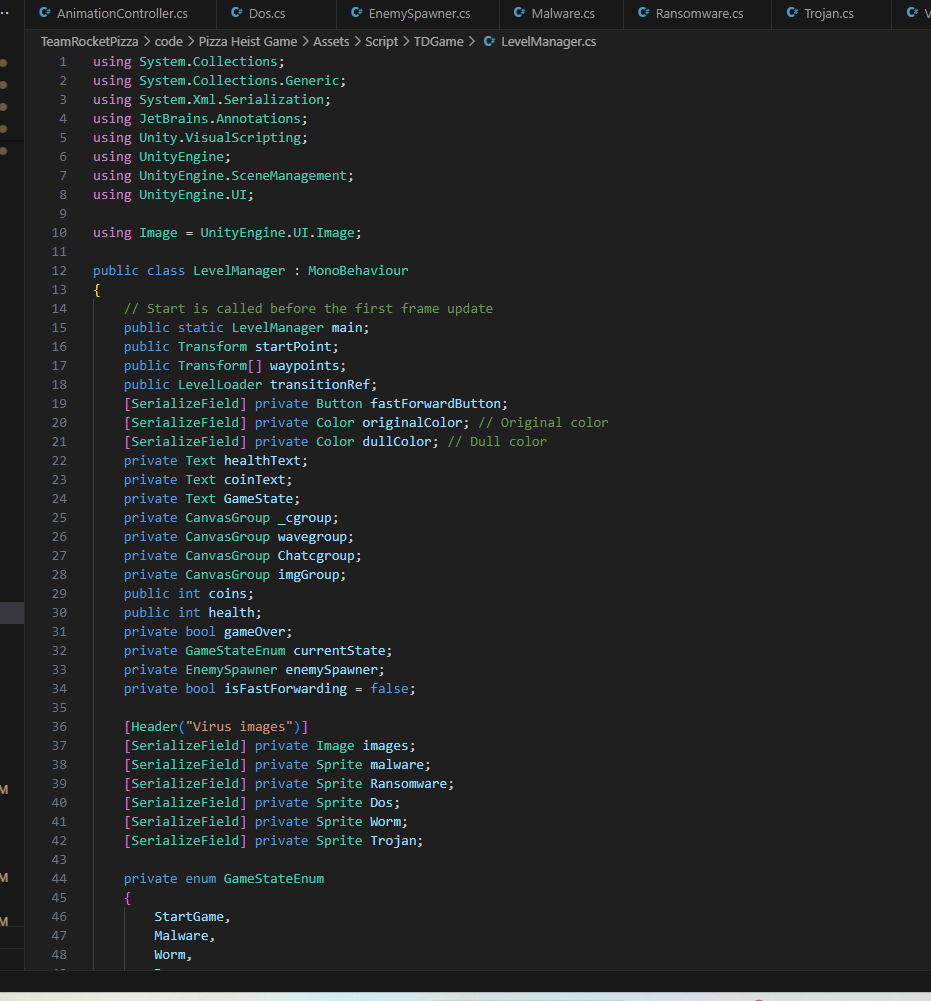 AnimationController.cs Dos.cs EnemySpawner.cs Malware.cs Ransomware.cs Trojan.cs
TeamRocketPizza > code > Pizza Heist Game > Assets > Script > TDGame > LevelManager.cs
1 using System.Collections;
2 using System.Collections.Generic;
3 using System.Xml.Serialization;
4 using JetBrains.Annotations;
5 using Unity.VisualScripting;
6 using UnityEngine;
7 using UnityEngine.SceneManagement;
8 using UnityEngine.UI;
9
10 using Image = UnityEngine.UI.Image;
11
12 public class LevelManager : MonoBehaviour
13 {
14     // Start is called before the first frame update
15     public static LevelManager main;
16     public Transform startPoint;
17     public Transform[] waypoints;
18     public LevelLoader transitionRef;
19     [SerializeField] private Button fastForwardButton;
20     [SerializeField] private Color originalColor; // Original color
21     [SerializeField] private Color dullColor; // Dull color
22     private Text healthText;
23     private Text coinText;
24     private Text GameState;
25     private CanvasGroup _cgroup;
26     private CanvasGroup wavegroup;
27     private CanvasGroup Chatcgroup;
28     private CanvasGroup imgGroup;
29     public int coins;
30     public int health;
31     private bool gameOver;
32     private GameStateEnum currentState;
33     private EnemySpawner enemySpawner;
34     private bool isFastForwarding = false;
35
36     [Header("Virus images")]
37     [SerializeField] private Image images;
38     [SerializeField] private Sprite malware;
39     [SerializeField] private Sprite Ransomware;
40     [SerializeField] private Sprite Dos;
41     [SerializeField] private Sprite Worm;
42     [SerializeField] private Sprite Trojan;
43
44     private enum GameStateEnum
45     {
46         StartGame,
47         Malware,
48         Worm,
M
M
M